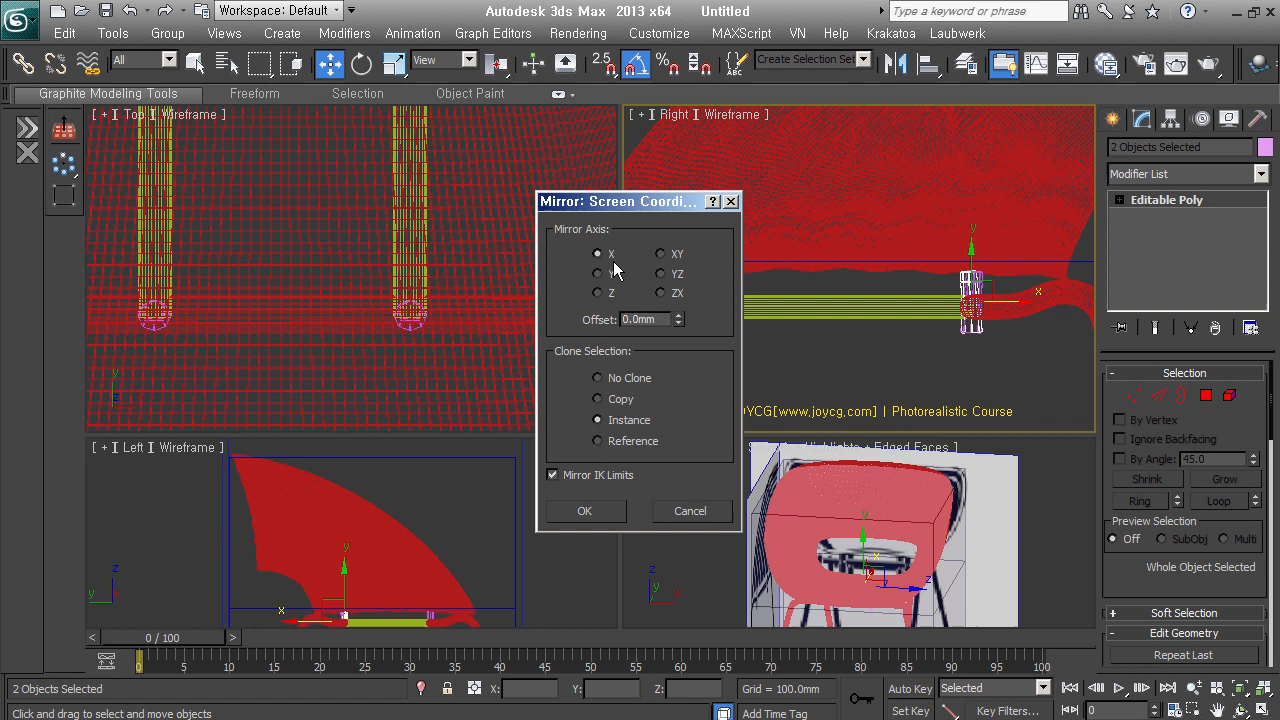 Workspace: Default
Autodesk 3ds Max 2013 x64 Untitled
Type a keyword or phrase
Edit Tools Group Views Create Modifiers Animation Graph Editors Rendering Customize MAXScript VN Help Krakatoa Laubwerk
All View 2.5 Create Selection Set
Graphite Modeling Tools Freeform Selection Object Paint
[ + ][ Top ][ Wireframe ]
[ + ][ Right ][ Wireframe ]
2 Objects Selected
Modifier List
Editable Poly
Mirror: Screen Coordi...
Mirror Axis:
X XY
Y YZ
Z ZX
Offset: 0.0mm
Clone Selection:
No Clone
Copy
Instance
Reference
Mirror IK Limits
OK Cancel
YCG[www.joycg.com] | Photorealistic Course
[ + ][ Left ][ Wireframe ]
+ Edged Faces ]
Selection
By Vertex
Ignore Backfacing
By Angle: 45.0
Shrink Grow
Ring Loop
Preview Selection
Off SubObj Multi
Whole Object Selected
Soft Selection
Edit Geometry
Repeat Last
< 0 / 100 >
0 5 10 15 20 25 30 35 40 45 50 55 60 65 70 75 80 85 90 95 100
2 Objects Selected X: Y: Z: Grid = 100.0mm Auto Key Selected
Click and drag to select and move objects Add Time Tag Set Key Key Filters... 0